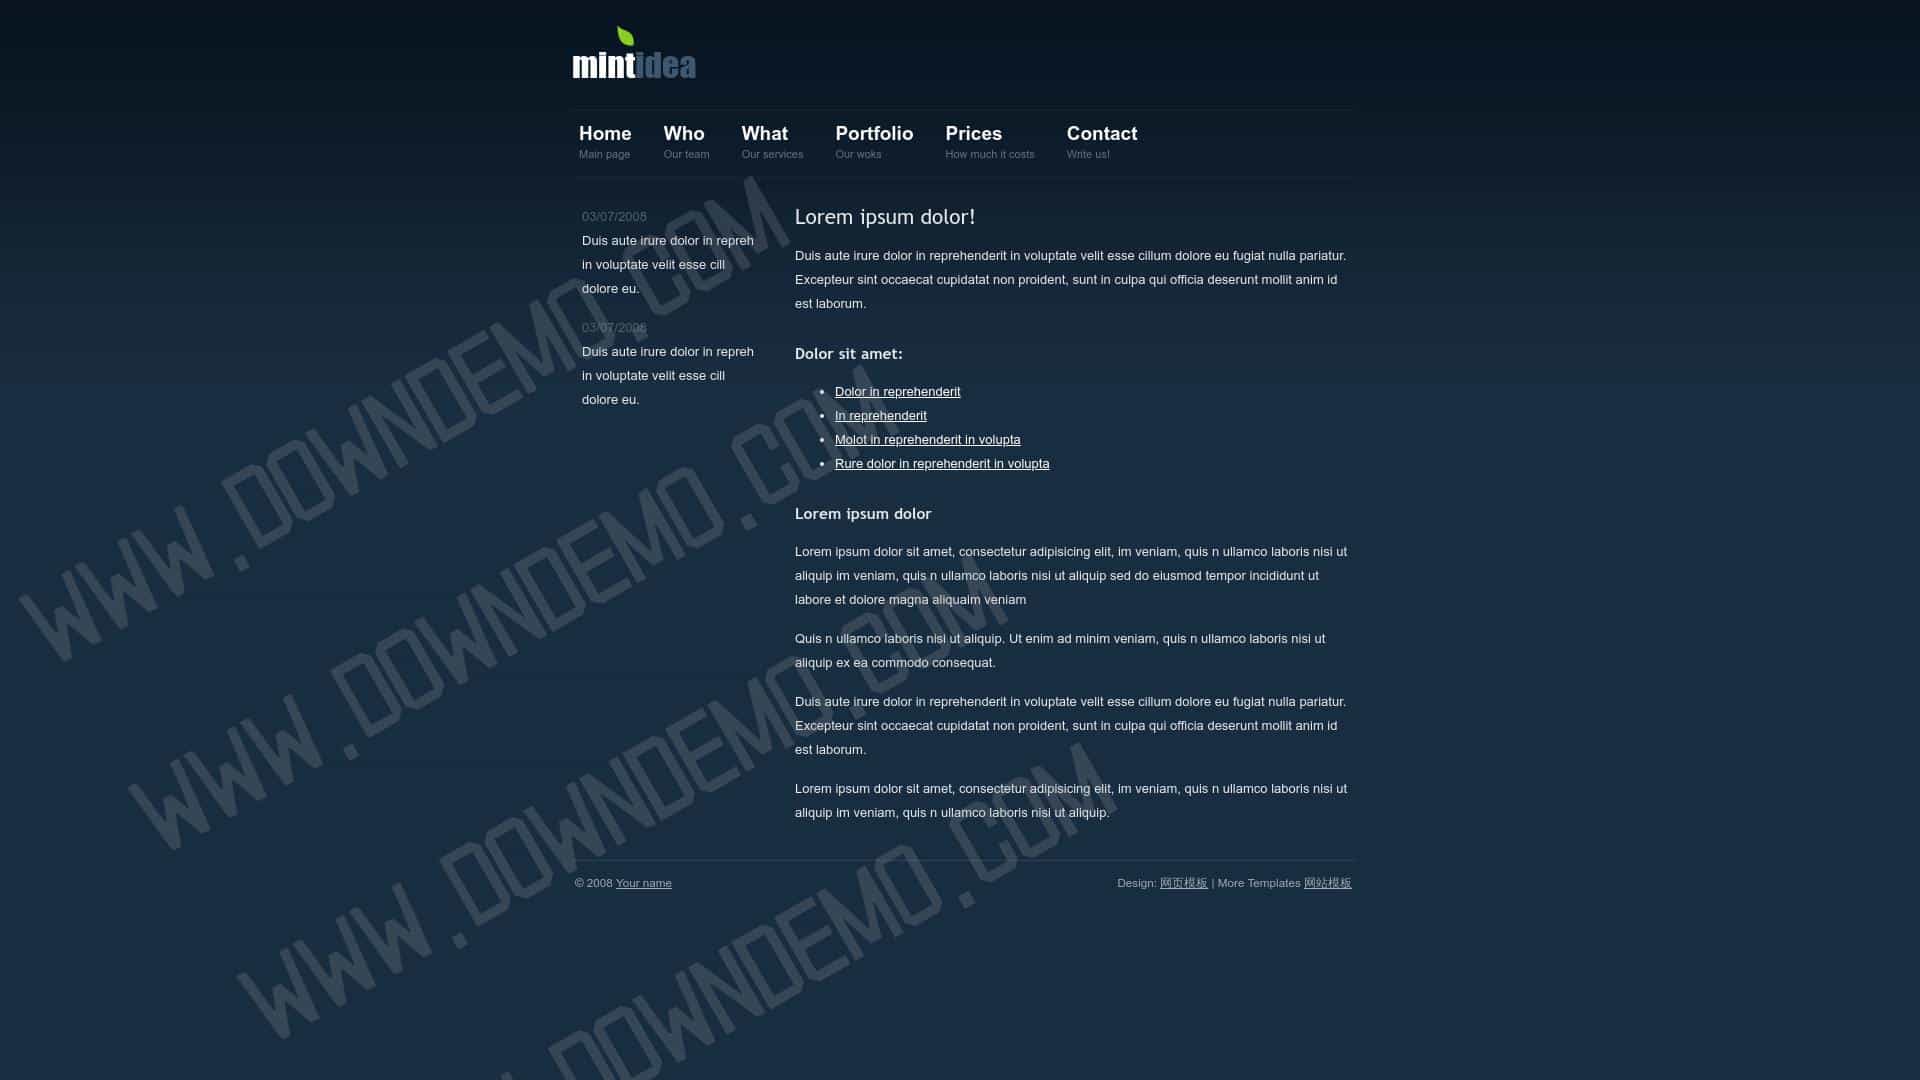 mintidea
Home Who What Portfolio Prices Contact
Main page Our team Our services Our woks How much it costs Write us!
03/07/2008
Duis aute irure dolor in repreh
in voluptate velit esse cill
dolore eu.
03/07/2008
Duis aute irure dolor in repreh
in voluptate velit esse cill
dolore eu.
Lorem ipsum dolor!
Duis aute irure dolor in reprehenderit in voluptate velit esse cillum dolore eu fugiat nulla pariatur.
Excepteur sint occaecat cupidatat non proident, sunt in culpa qui officia deserunt mollit anim id
est laborum.
Dolor sit amet:
Dolor in reprehenderit
In reprehenderit
Molot in reprehenderit in volupta
Rure dolor in reprehenderit in volupta
Lorem ipsum dolor
Lorem ipsum dolor sit amet, consectetur adipisicing elit, im veniam, quis n ullamco laboris nisi ut
aliquip im veniam, quis n ullamco laboris nisi ut aliquip sed do eiusmod tempor incididunt ut
labore et dolore magna aliquaim veniam
Quis n ullamco laboris nisi ut aliquip. Ut enim ad minim veniam, quis n ullamco laboris nisi ut
aliquip ex ea commodo consequat.
Duis aute irure dolor in reprehenderit in voluptate velit esse cillum dolore eu fugiat nulla pariatur.
Excepteur sint occaecat cupidatat non proident, sunt in culpa qui officia deserunt mollit anim id
est laborum.
Lorem ipsum dolor sit amet, consectetur adipisicing elit, im veniam, quis n ullamco laboris nisi ut
aliquip im veniam, quis n ullamco laboris nisi ut aliquip.
© 2008 Your name
Design: 网页模板 | More Templates 网站模板
WWW.DOWNDEMO.COM
WWW.DOWNDEMO.COM
WWW.DOWNDEMO.COM
DOWNDEMO.COM